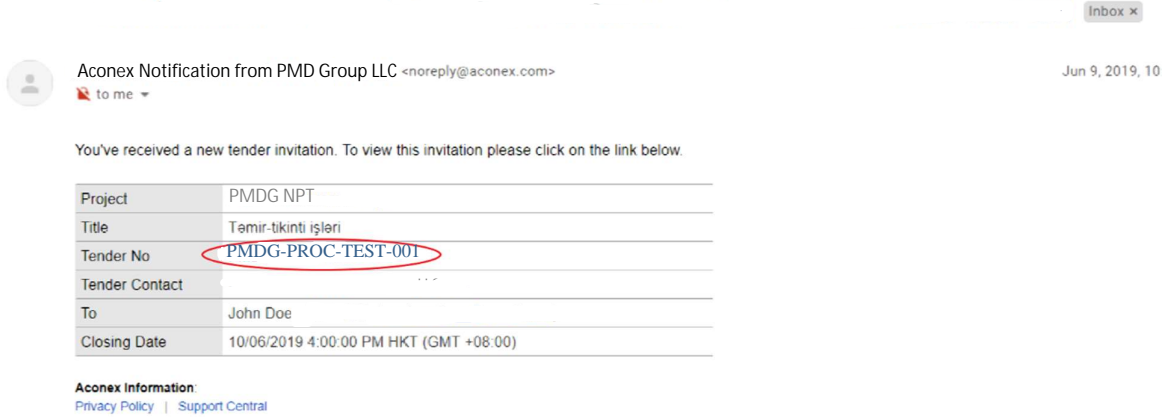 Inbox ×
Aconex Notification from PMD Group LLC <noreply@aconex.com>
Jun 9, 2019, 10
to me
You've received a new tender invitation. To view this invitation please click on the link below.
Project PMDG NPT
Title Təmir-tikinti işləri
Tender No PMDG-PROC-TEST-001
Tender Contact
To John Doe
Closing Date 10/06/2019 4:00:00 PM HKT (GMT +08:00)
Aconex Information:
Privacy Policy | Support Central